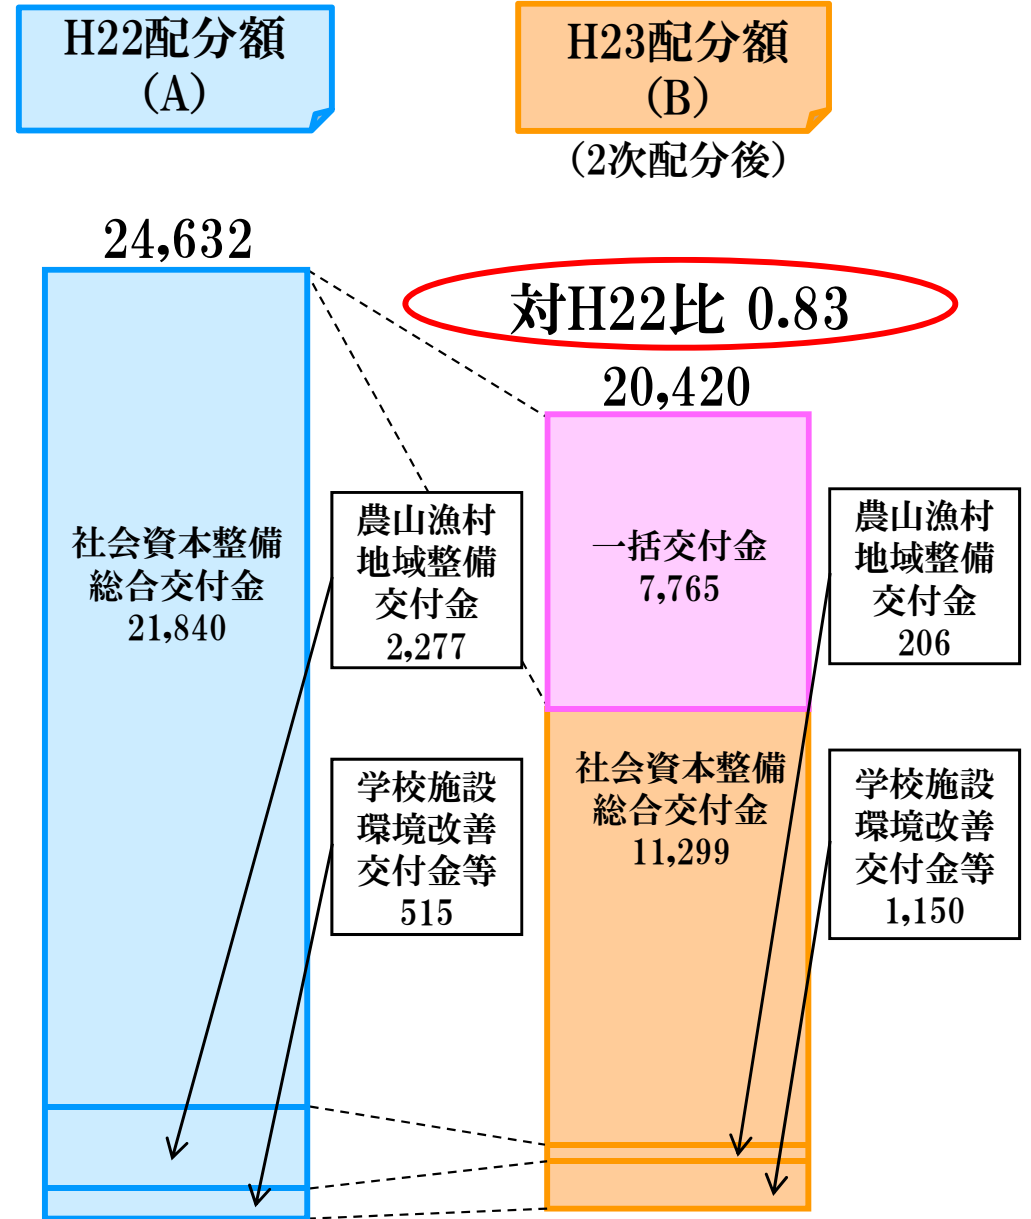 H22配分額
(A)
H23配分額
(B)
(2次配分後)
24,632
対H22比 0.83
20,420
社会資本整備
総合交付金
21,840
農山漁村
地域整備
交付金
2,277
学校施設
環境改善
交付金等
515
一括交付金
7,765
社会資本整備
総合交付金
11,299
農山漁村
地域整備
交付金
206
学校施設
環境改善
交付金等
1,150